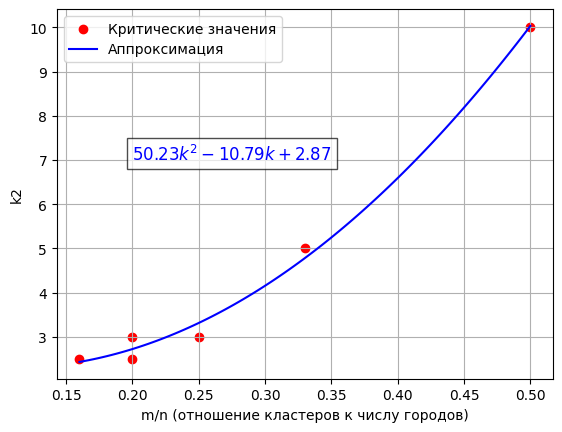 Критические значения
Аппроксимация
50.23k² − 10.79k + 2.87
k2
10
9
8
7
6
5
4
3
0.15 0.20 0.25 0.30 0.35 0.40 0.45 0.50
m/n (отношение кластеров к числу городов)